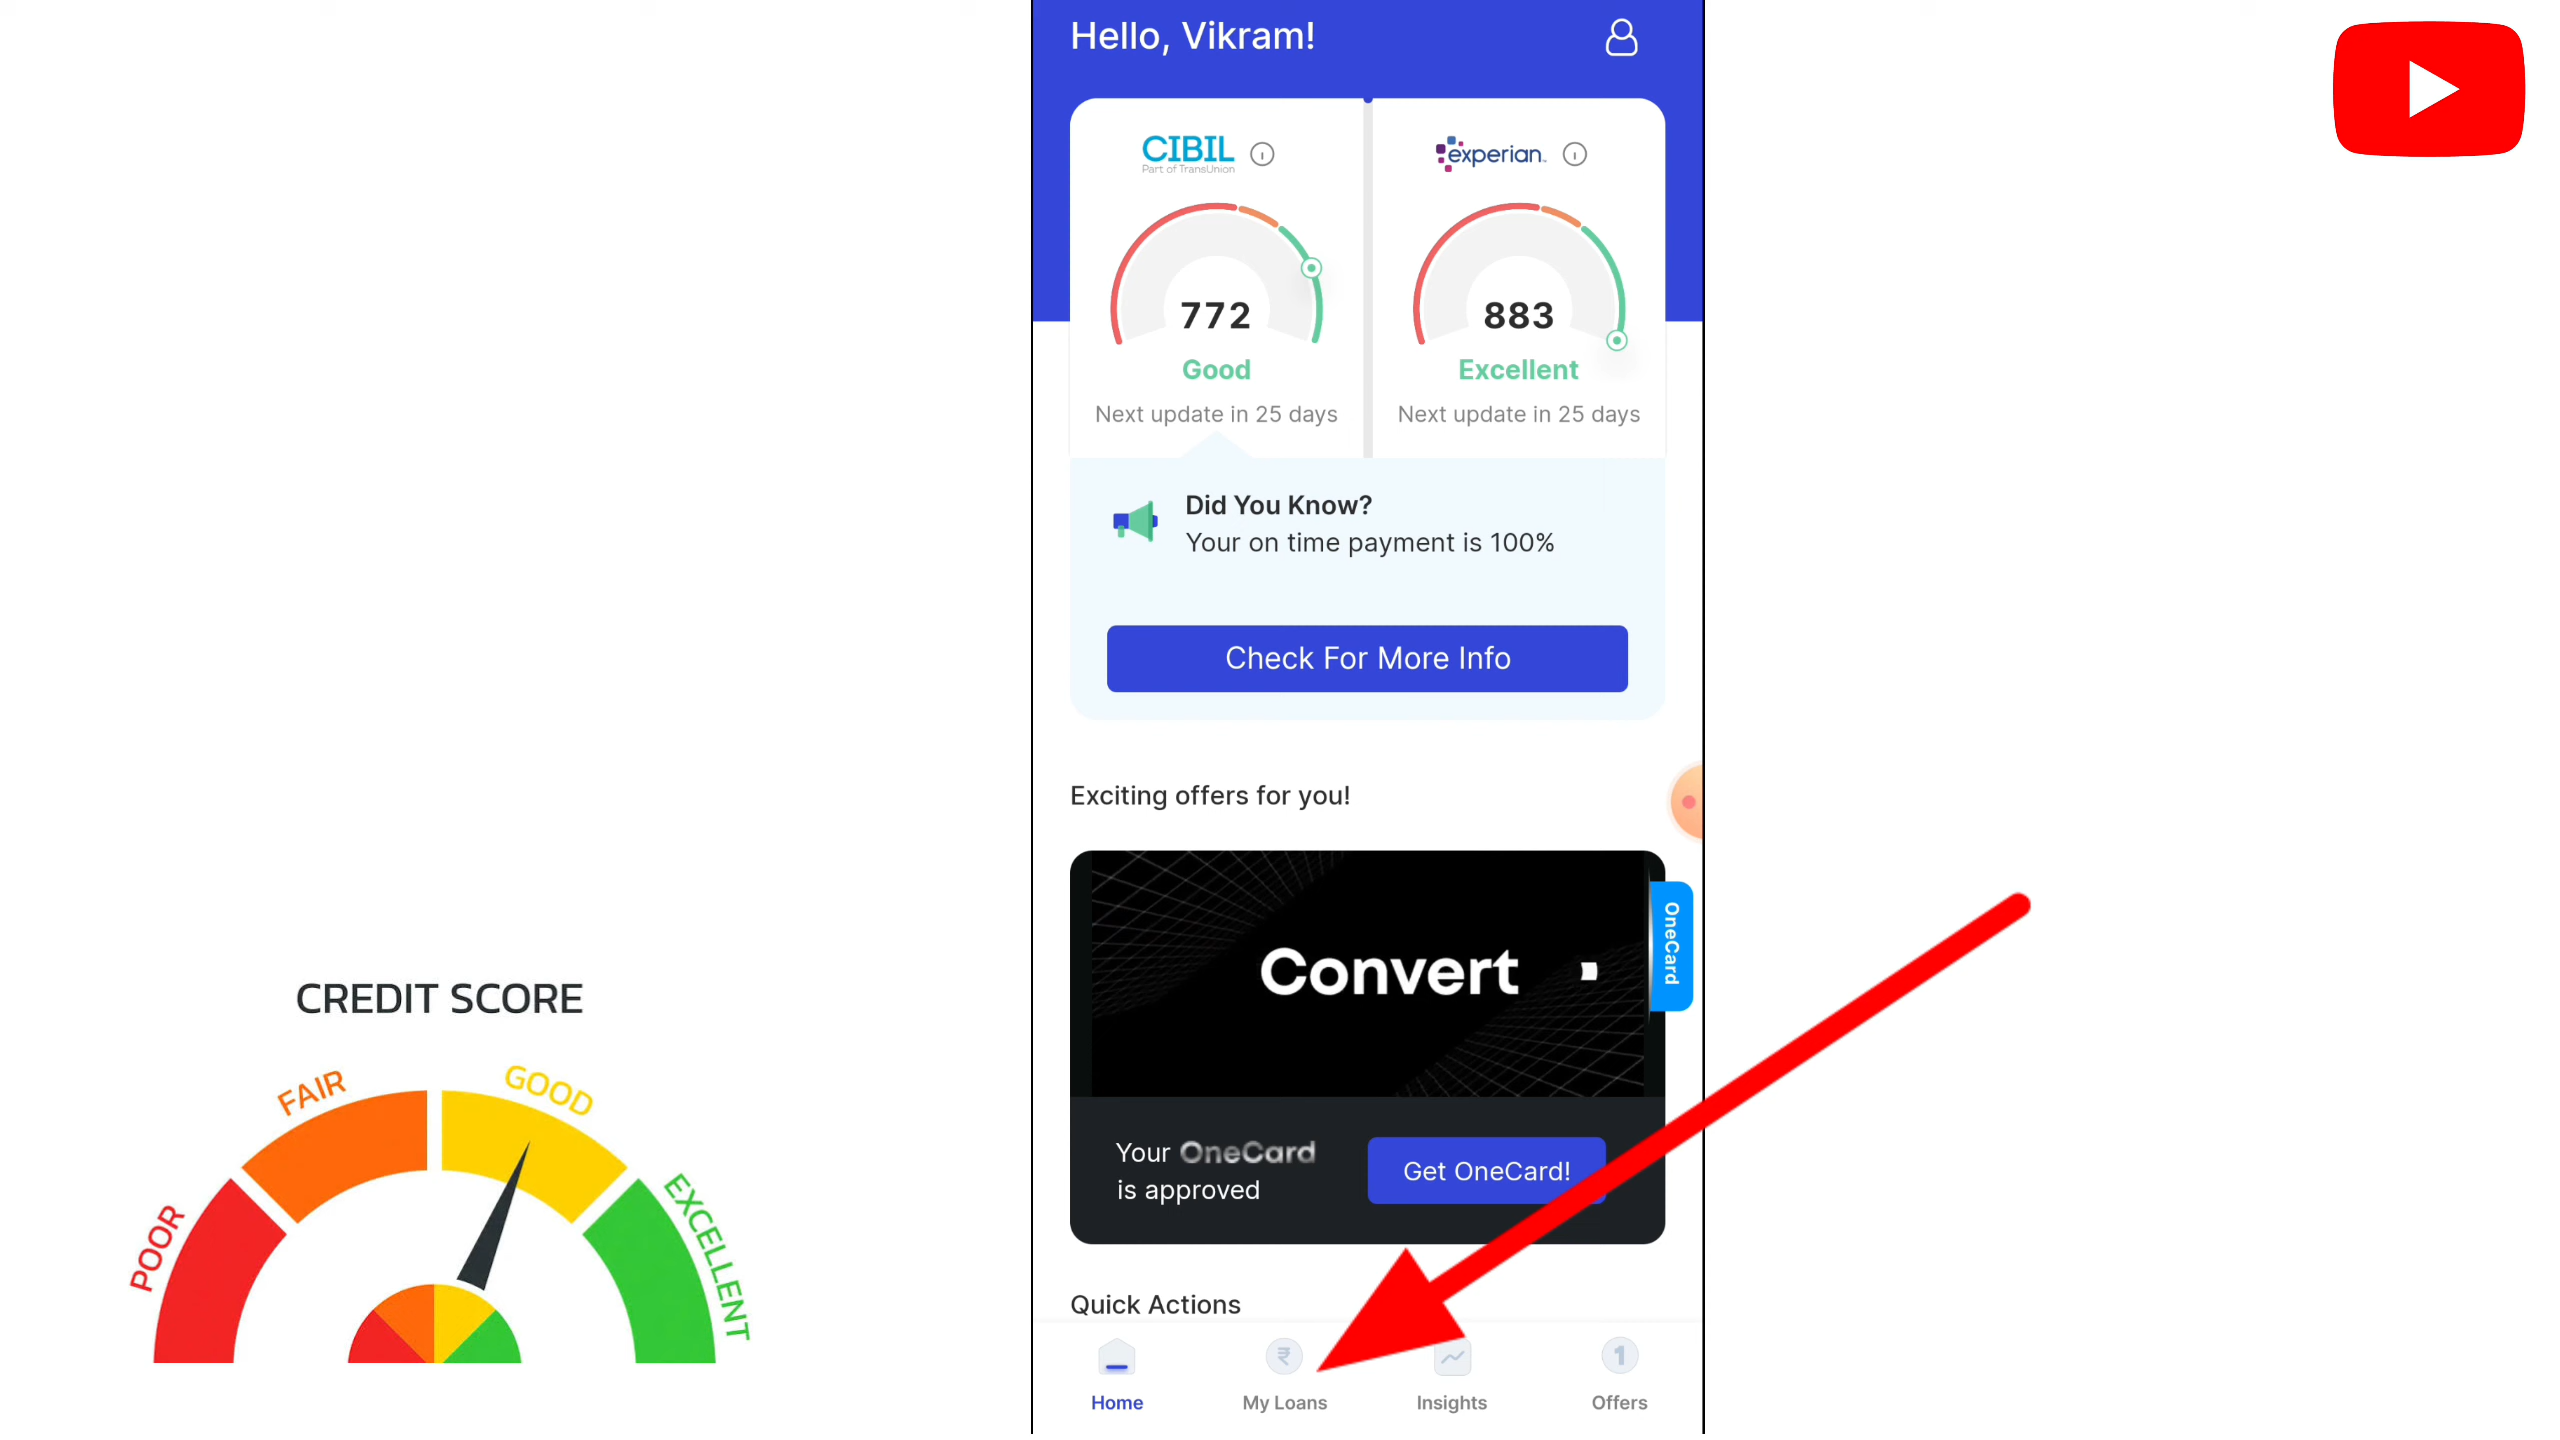 Hello, Vikram!
CIBIL
Part of TransUnion
experian
772
883
Good
Excellent
Next update in 25 days
Next update in 25 days
Did You Know?
Your on time payment is 100%
Check For More Info
Exciting offers for you!
Convert
OneCard
Your OneCard
is approved
Get OneCard!
Quick Actions
₹
1
Home
My Loans
Insights
Offers
CREDIT SCORE
POOR
FAIR
GOOD
EXCELLENT